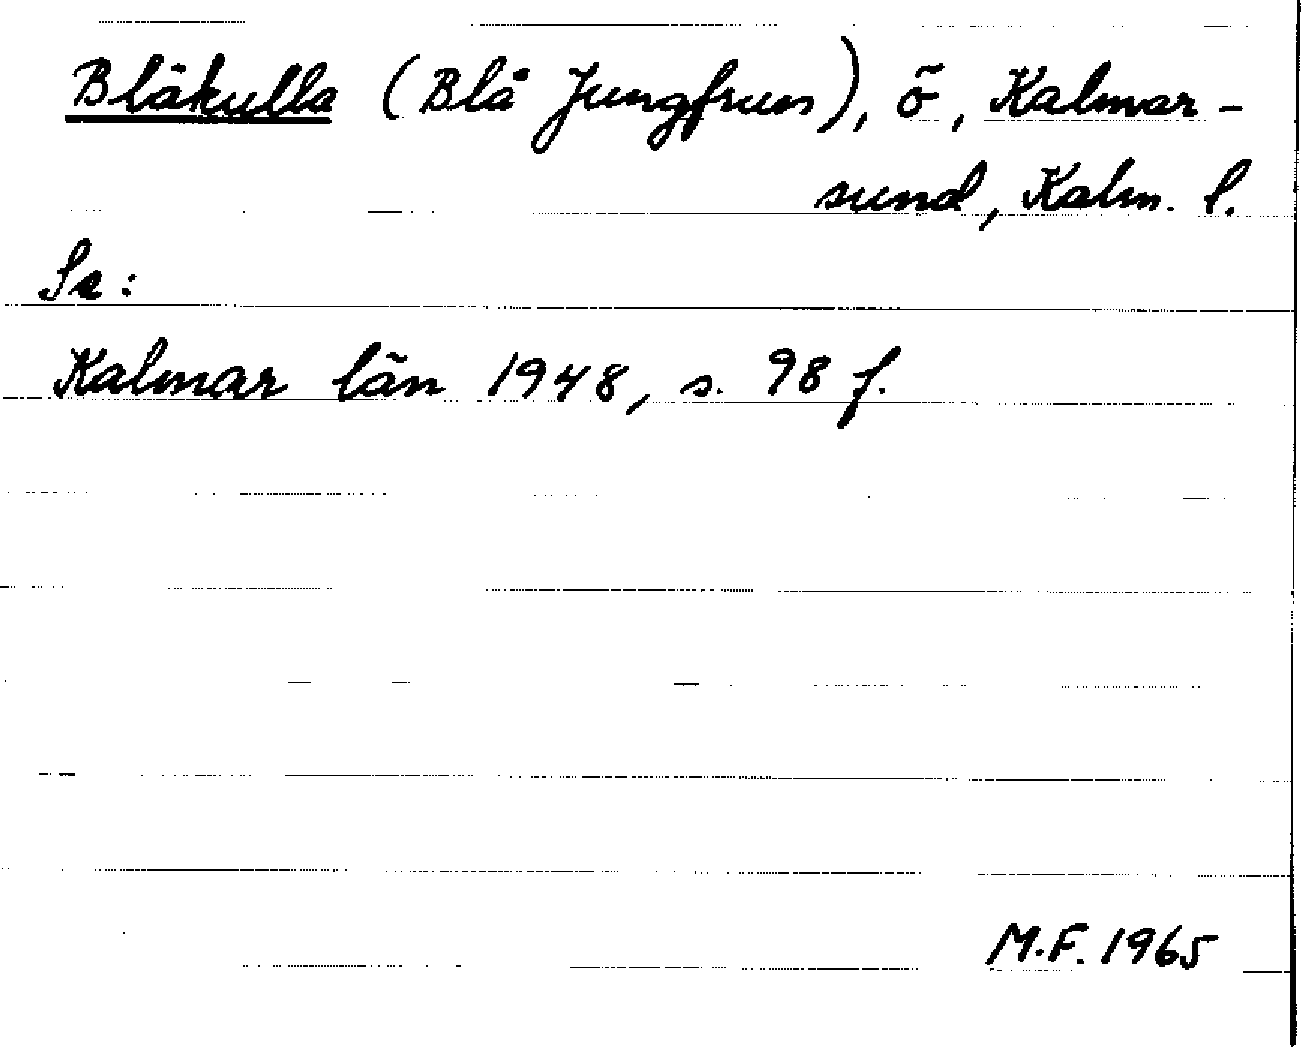 Blåkulla (Blå Jungfrun), ö, Kalmar-
sund, Kalm. l.
Se:
Kalmar län 1948, s. 98 f.
M.F. 1965